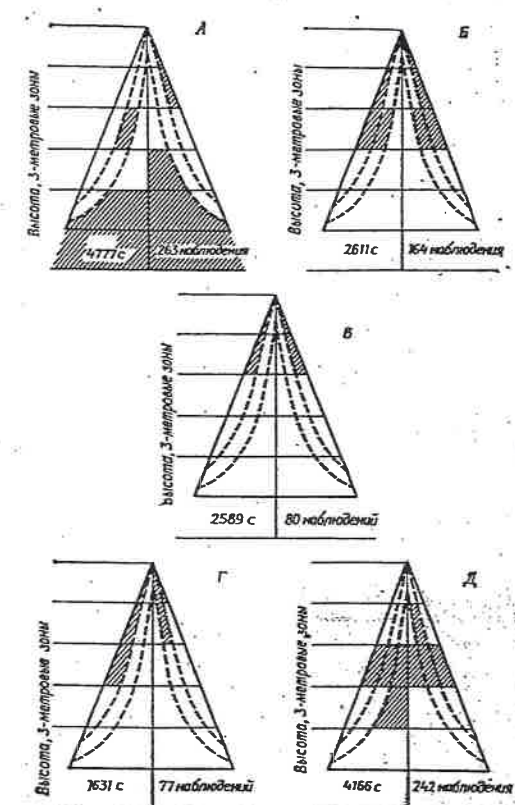 А
Высота, 3-метровые зоны
4777 с
263 наблюдения
Б
Высота, 3-метровые зоны
2611 с
164 наблюдения
В
Высота, 3-метровые зоны
2589 с
80 наблюдений
Г
Высота, 3-метровые зоны
1631 с
77 наблюдений
Д
Высота, 3-метровые зоны
4166 с
242 наблюдения